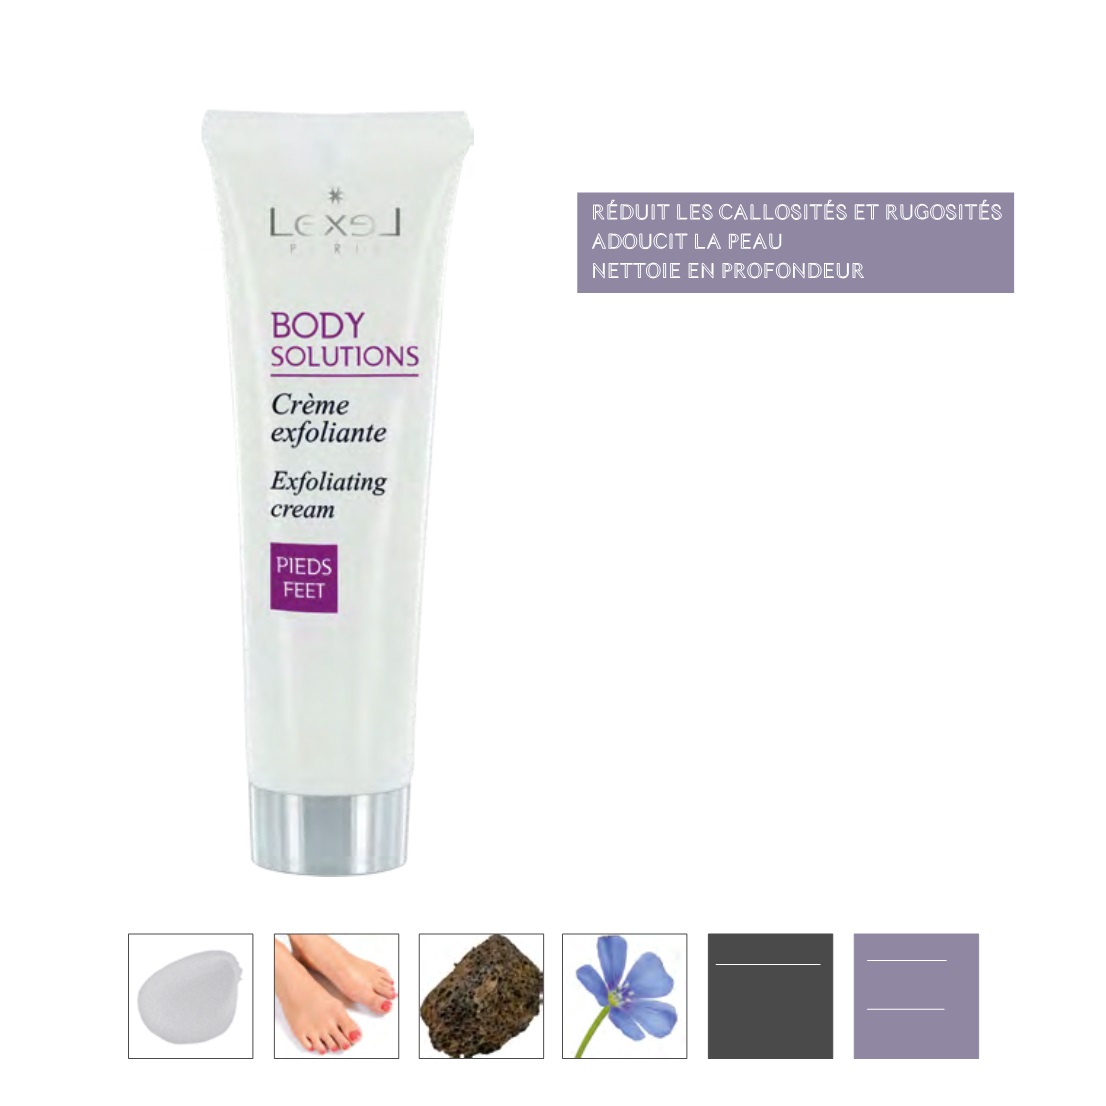 Lexel
PARIS
BODY
SOLUTIONS
Crème
exfoliante
Exfoliating
cream
PIEDS
FEET
RÉDUIT LES CALLOSITÉS ET RUGOSITÉS
ADOUCIT LA PEAU
NETTOIE EN PROFONDEUR